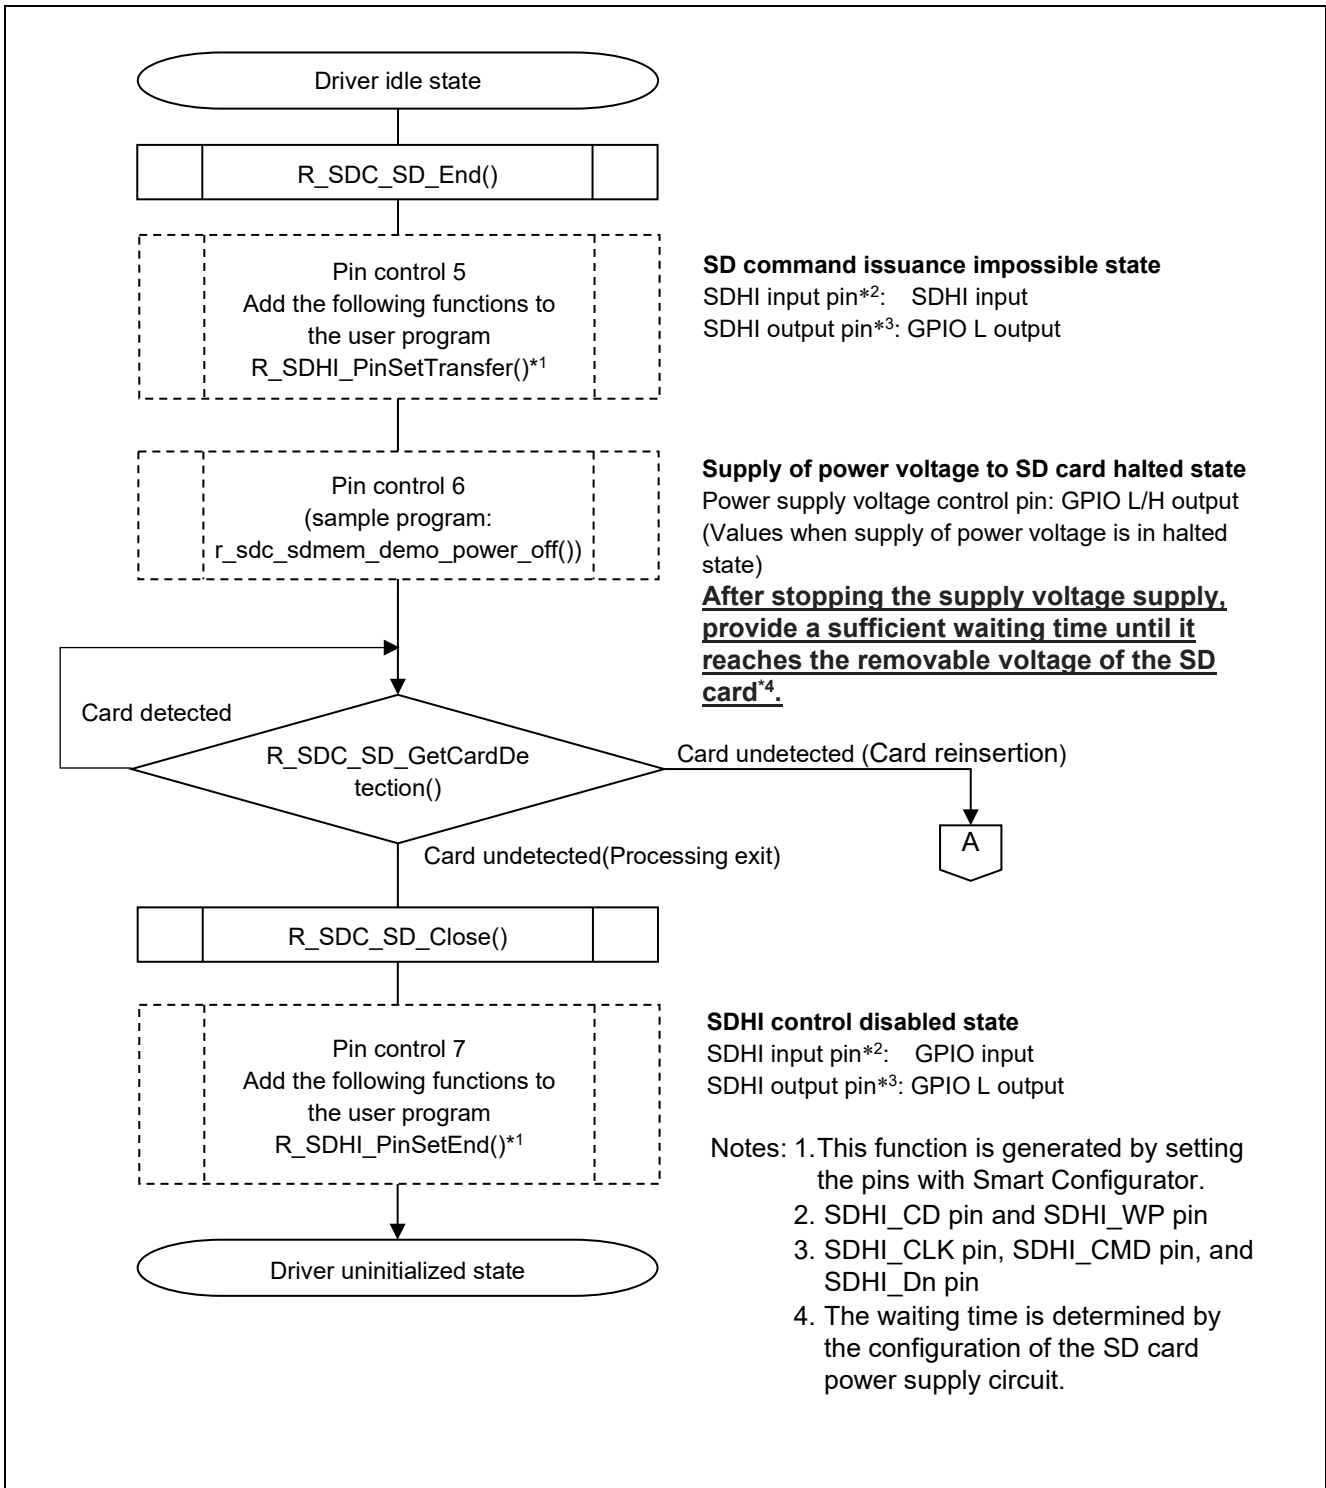 Driver idle state
R_SDC_SD_End()
Pin control 5
Add the following functions to
the user program
R_SDHI_PinSetTransfer()*1
SD command issuance impossible state
SDHI input pin*2: SDHI input
SDHI output pin*3: GPIO L output
Pin control 6
(sample program:
r_sdc_sdmem_demo_power_off())
Supply of power voltage to SD card halted state
Power supply voltage control pin: GPIO L/H output
(Values when supply of power voltage is in halted
state)
After stopping the supply voltage supply,
provide a sufficient waiting time until it
reaches the removable voltage of the SD
card*4.
Card detected
R_SDC_SD_GetCardDe
tection()
Card undetected (Card reinsertion)
A
Card undetected(Processing exit)
R_SDC_SD_Close()
Pin control 7
Add the following functions to
the user program
R_SDHI_PinSetEnd()*1
SDHI control disabled state
SDHI input pin*2: GPIO input
SDHI output pin*3: GPIO L output
Driver uninitialized state
Notes: 1.This function is generated by setting
the pins with Smart Configurator.
2. SDHI_CD pin and SDHI_WP pin
3. SDHI_CLK pin, SDHI_CMD pin, and
SDHI_Dn pin
4. The waiting time is determined by
the configuration of the SD card
power supply circuit.